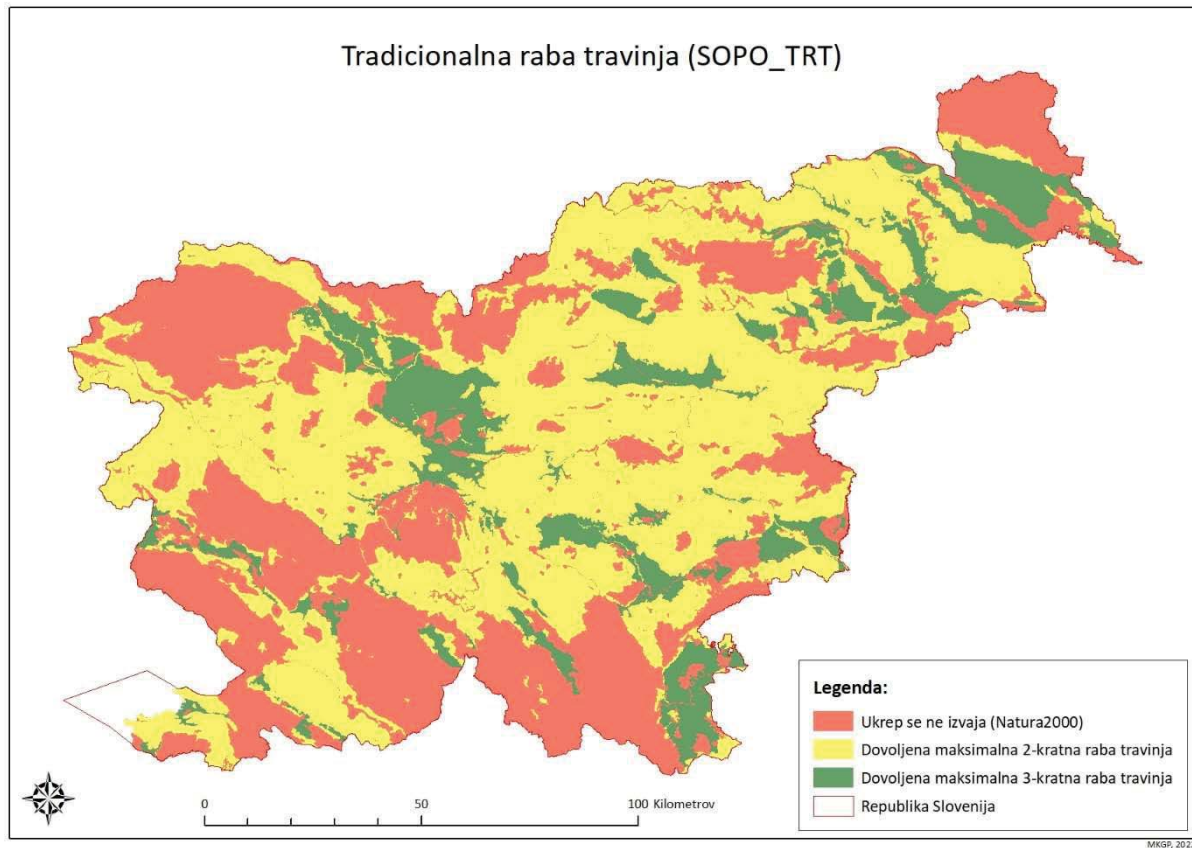 Tradicionalna raba travinja (SOPO_TRT)
Legenda:
Ukrep se ne izvaja (Natura2000)
Dovoljena maksimalna 2-kratna raba travinja
Dovoljena maksimalna 3-kratna raba travinja
Republika Slovenija
0 50 100 Kilometrov